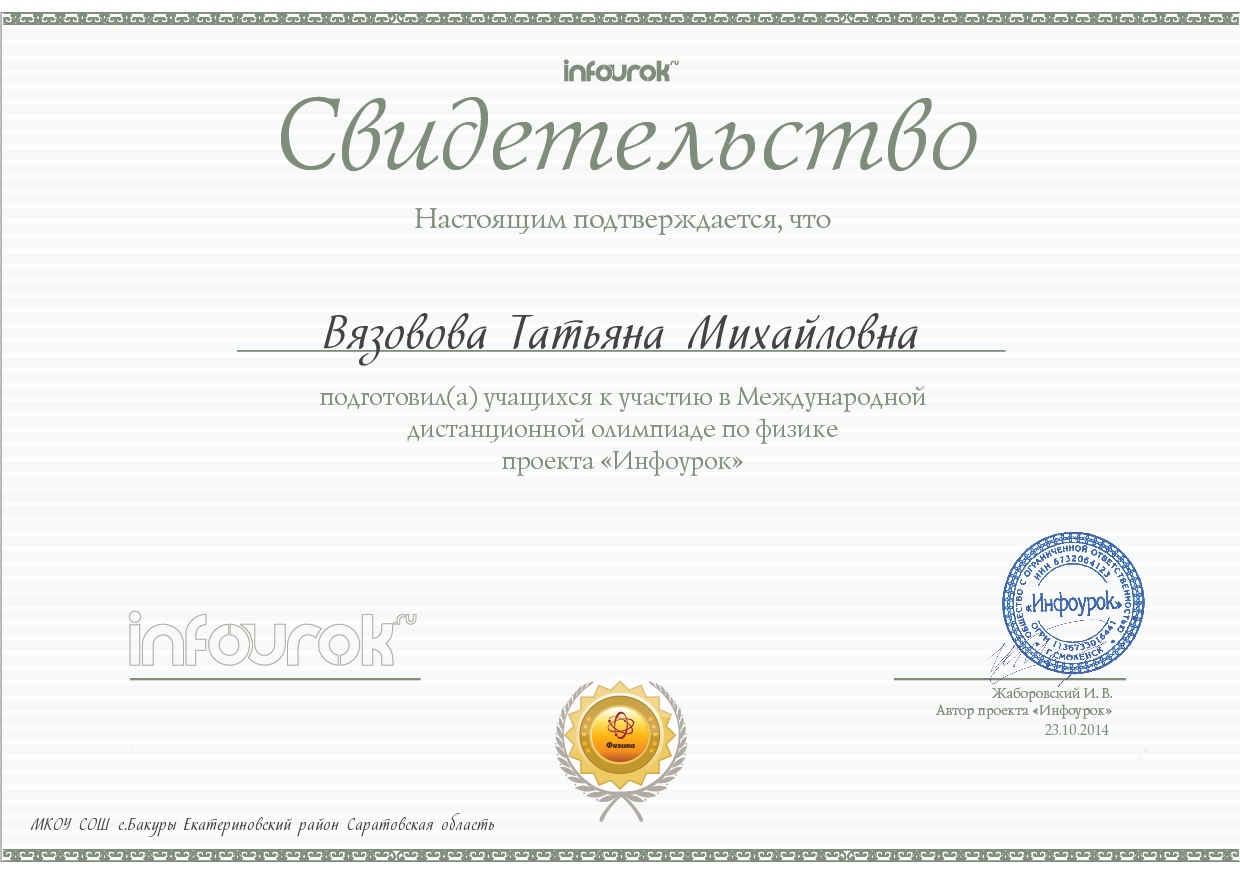 infourok.ru
Свидетельство
Настоящим подтверждается, что
Вязовова Татьяна Михайловна
подготовил(а) учащихся к участию в Международной
дистанционной олимпиаде по физике
проекта «Инфоурок»
ОБЩЕСТВО С ОГРАНИЧЕННОЙ ОТВЕТСТВЕННОСТЬЮ
ИНН 6732064123
«Инфоурок»
ОГРН 1136733016441
Г.СМОЛЕНСК
infourok.ru
Жаборовский И. В.
Автор проекта «Инфоурок»
23.10.2014
Физика
МКОУ СОШ с.Бакуры Екатериновский район Саратовская область